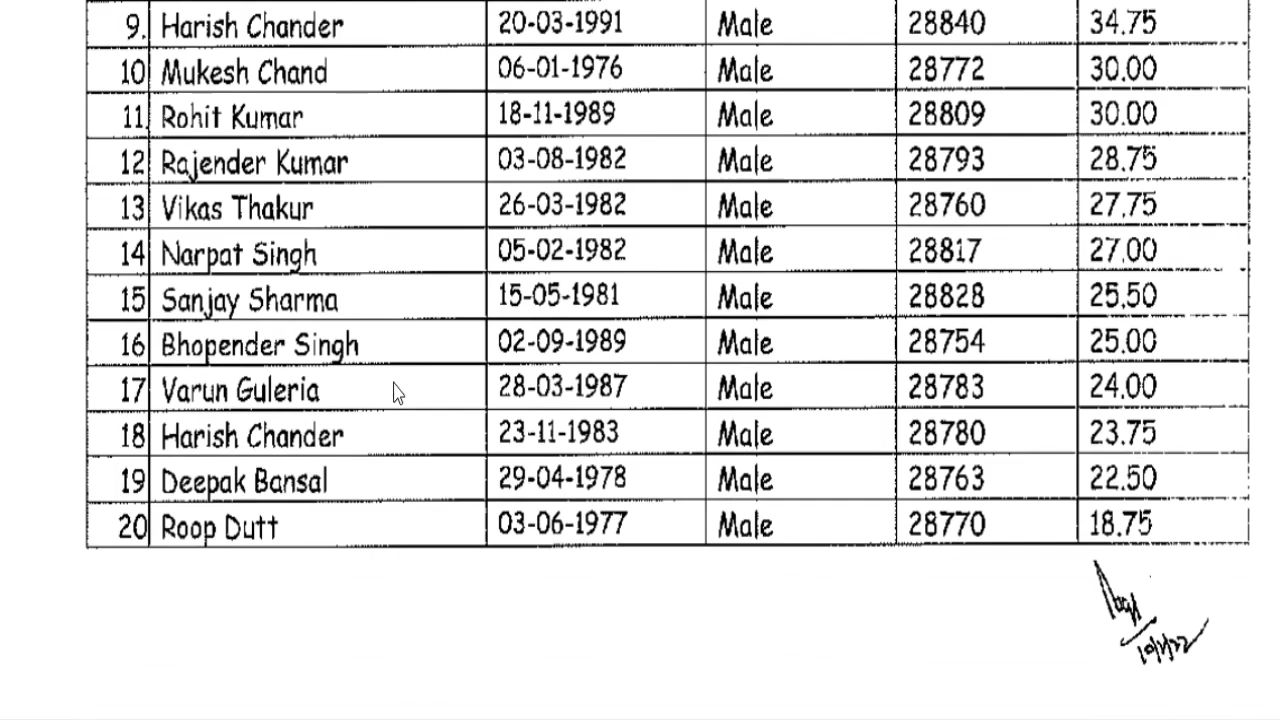 9. Harish Chander 20-03-1991 Male 28840 34.75
10 Mukesh Chand 06-01-1976 Male 28772 30.00
11. Rohit Kumar 18-11-1989 Male 28809 30.00
12 Rajender Kumar 03-08-1982 Male 28793 28.75
13 Vikas Thakur 26-03-1982 Male 28760 27.75
14 Narpat Singh 05-02-1982 Male 28817 27.00
15 Sanjay Sharma 15-05-1981 Male 28828 25.50
16 Bhopender Singh 02-09-1989 Male 28754 25.00
17 Varun Guleria 28-03-1987 Male 28783 24.00
18 Harish Chander 23-11-1983 Male 28780 23.75
19 Deepak Bansal 29-04-1978 Male 28763 22.50
20 Roop Dutt 03-06-1977 Male 28770 18.75